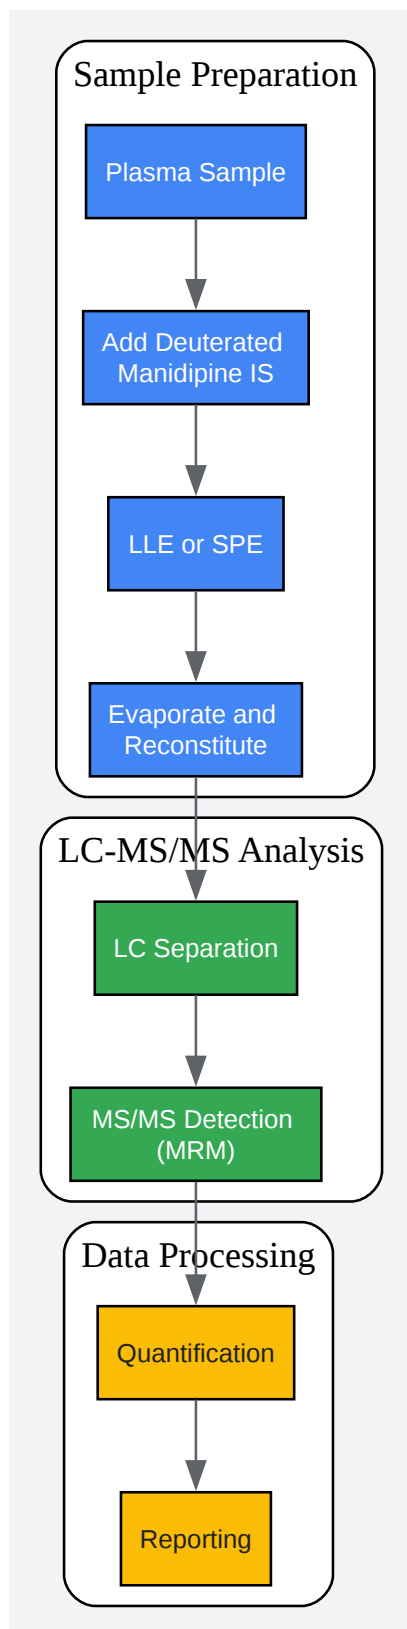 Sample Preparation
Plasma Sample
Add Deuterated
Manidipine IS
LLE or SPE
Evaporate and
Reconstitute
LC-MS/MS Analysis
LC Separation
MS/MS Detection
(MRM)
Data Processing
Quantification
Reporting